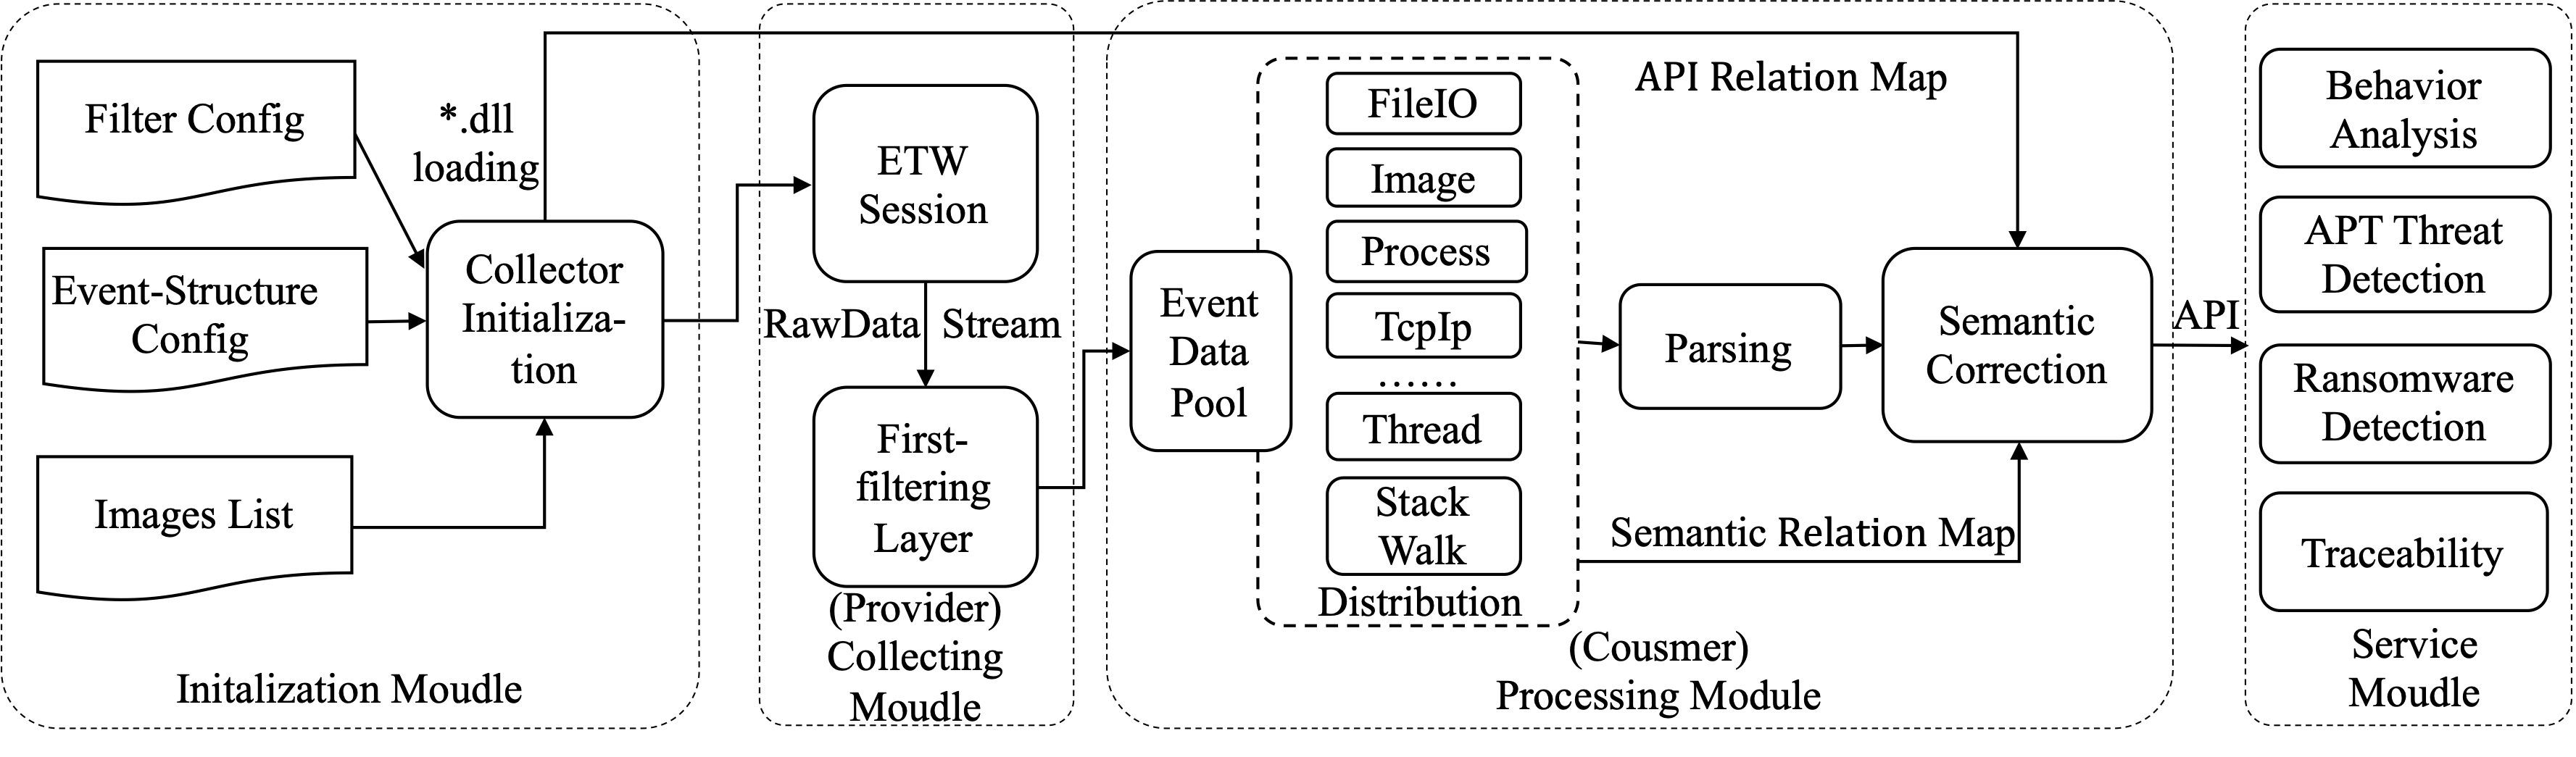 Filter Config
*.dll
loading
Event-Structure
Config
Images List
Collector
Initializa-
tion
Initalization Moudle
ETW
Session
RawData Stream
First-
filtering
Layer
(Provider)
Collecting
Moudle
Event
Data
Pool
FileIO
Image
Process
TcpIp
......
Thread
Stack
Walk
Distribution
API Relation Map
Parsing
Semantic
Correction
Semantic Relation Map
(Cousmer)
Processing Module
API
Behavior
Analysis
APT Threat
Detection
Ransomware
Detection
Traceability
Service
Moudle